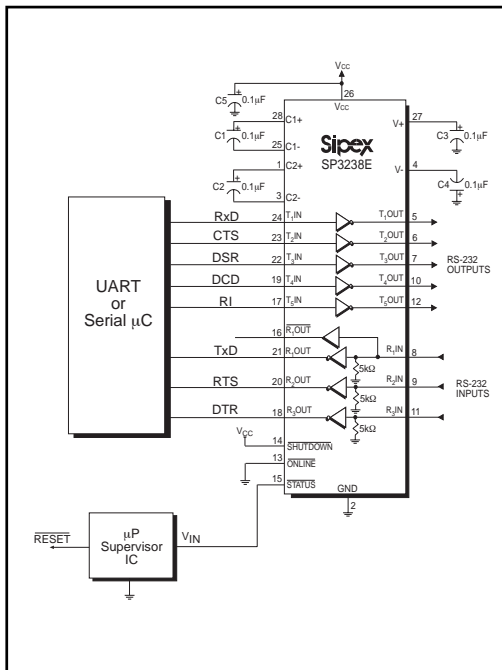 VCC
C5 + 0.1μF
26
VCC
28 C1+
C1 + 0.1μF
25 C1-
1 C2+
C2 + 0.1μF
3 C2-
Sipex
SP3238E
V+ 27
C3 + 0.1μF
V- 4
C4 0.1μF +
UART
or
Serial μC
RxD 24 T1IN T1OUT 5
CTS 23 T2IN T2OUT 6
DSR 22 T3IN T3OUT 7
DCD 19 T4IN T4OUT 10
RI 17 T5IN T5OUT 12
RS-232
OUTPUTS
16 R1OUT
TxD 21 R1OUT R1IN 8
5kΩ
RTS 20 R2OUT R2IN 9
5kΩ
DTR 18 R3OUT R3IN 11
5kΩ
RS-232
INPUTS
VCC
14 SHUTDOWN
13 ONLINE
15 STATUS
GND
2
RESET
μP
Supervisor
IC
VIN